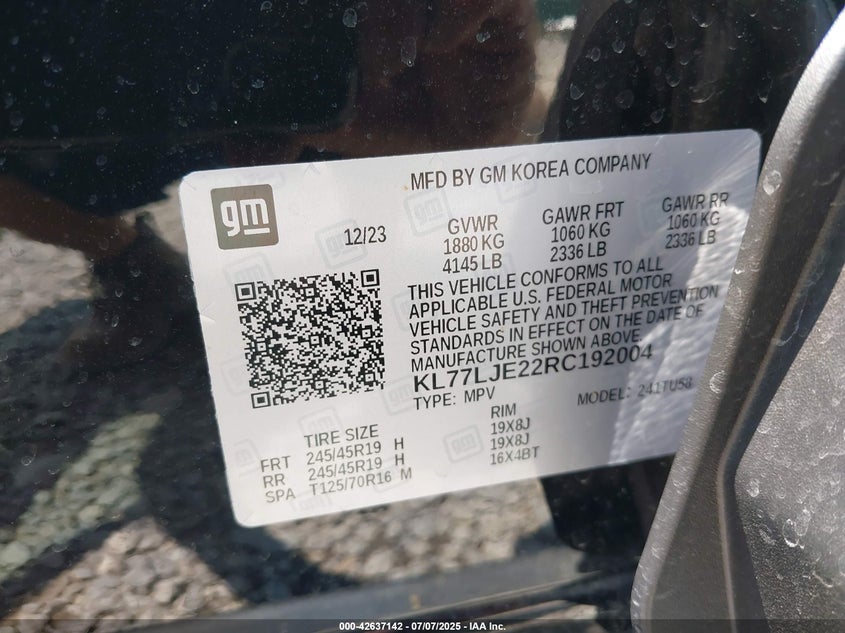 MFD BY GM KOREA COMPANY
gm
12/23
GVWR
1880 KG
4145 LB
GAWR FRT
1060 KG
2336 LB
GAWR RR
1060 KG
2336 LB
THIS VEHICLE CONFORMS TO ALL
APPLICABLE U.S. FEDERAL MOTOR
VEHICLE SAFETY AND THEFT PREVENTION
STANDARDS IN EFFECT ON THE DATE OF
MANUFACTURE SHOWN ABOVE.
KL77LJE22RC192004
TYPE: MPV MODEL: 241TU58
TIRE SIZE RIM
FRT 245/45R19 H 19X8J
RR 245/45R19 H 19X8J
SPA T125/70R16 M 16X4BT
000-42637142 - 07/07/2025 - IAA Inc.